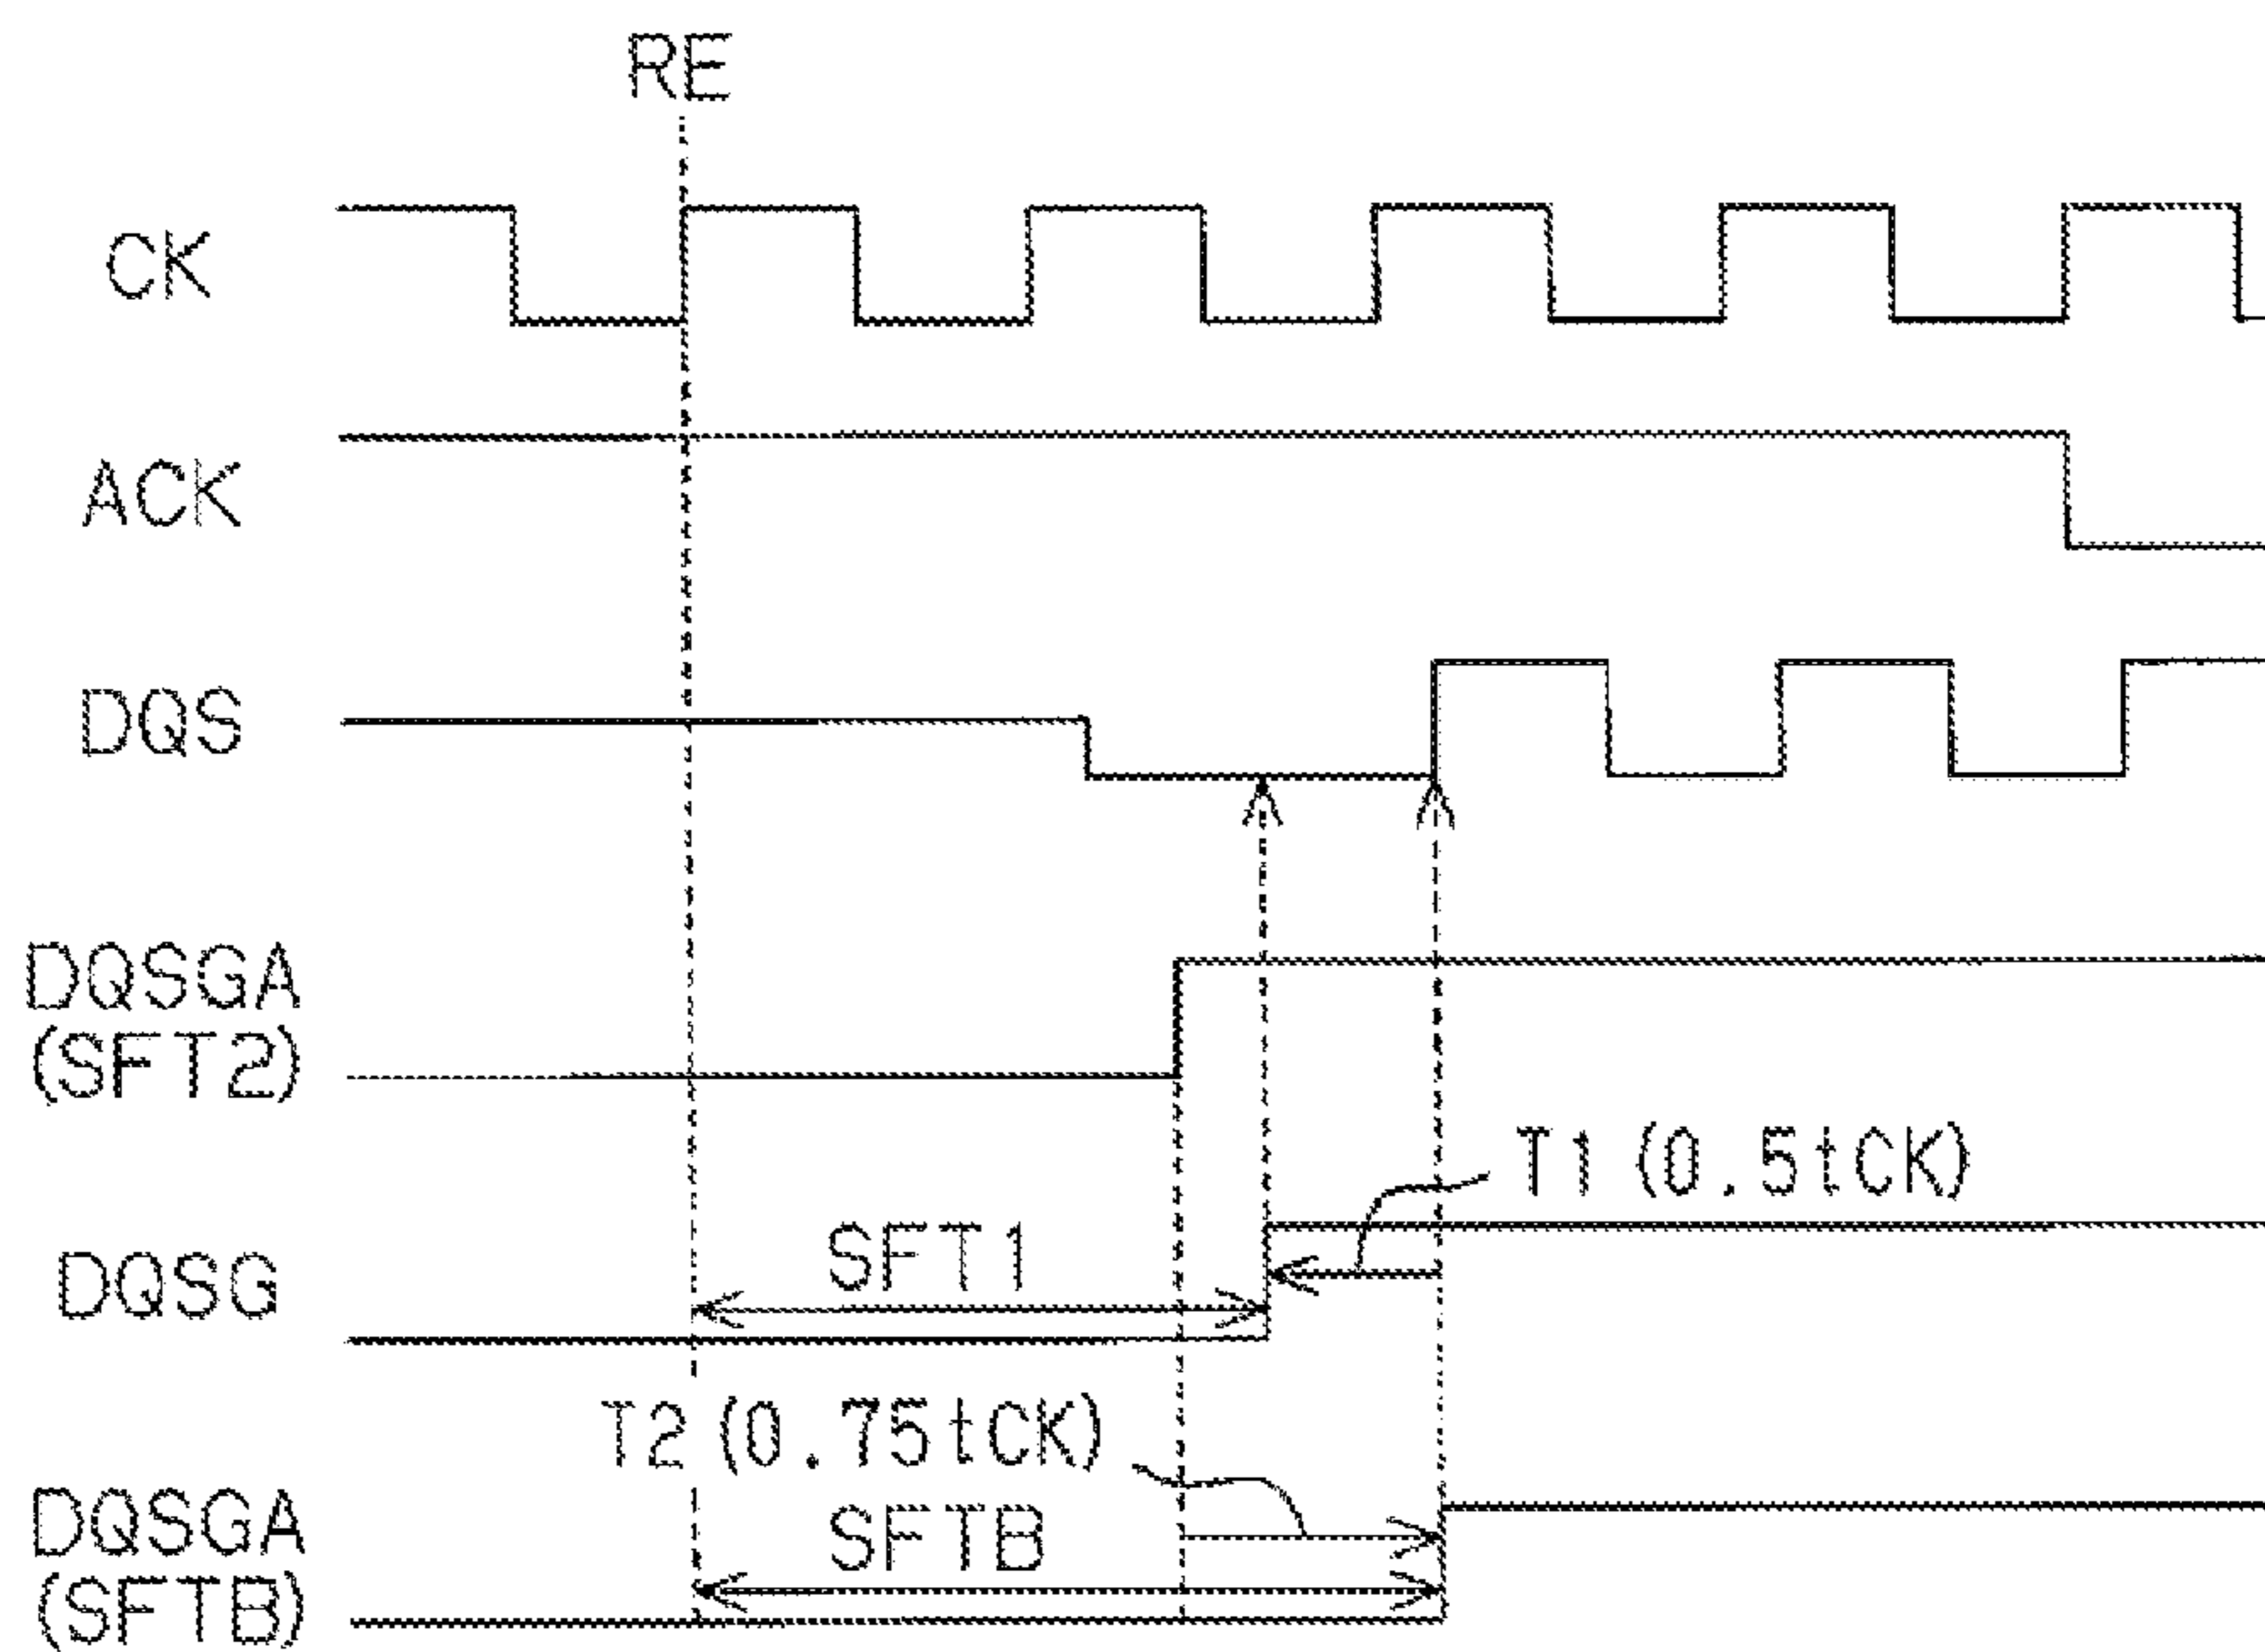 RE
CK
ACK
DQS
DQSGA
(SFT2)
T1(0.5tCK)
SFT1
DQSG
T2(0.75tCK)
SFTB
DQSGA
(SFTB)